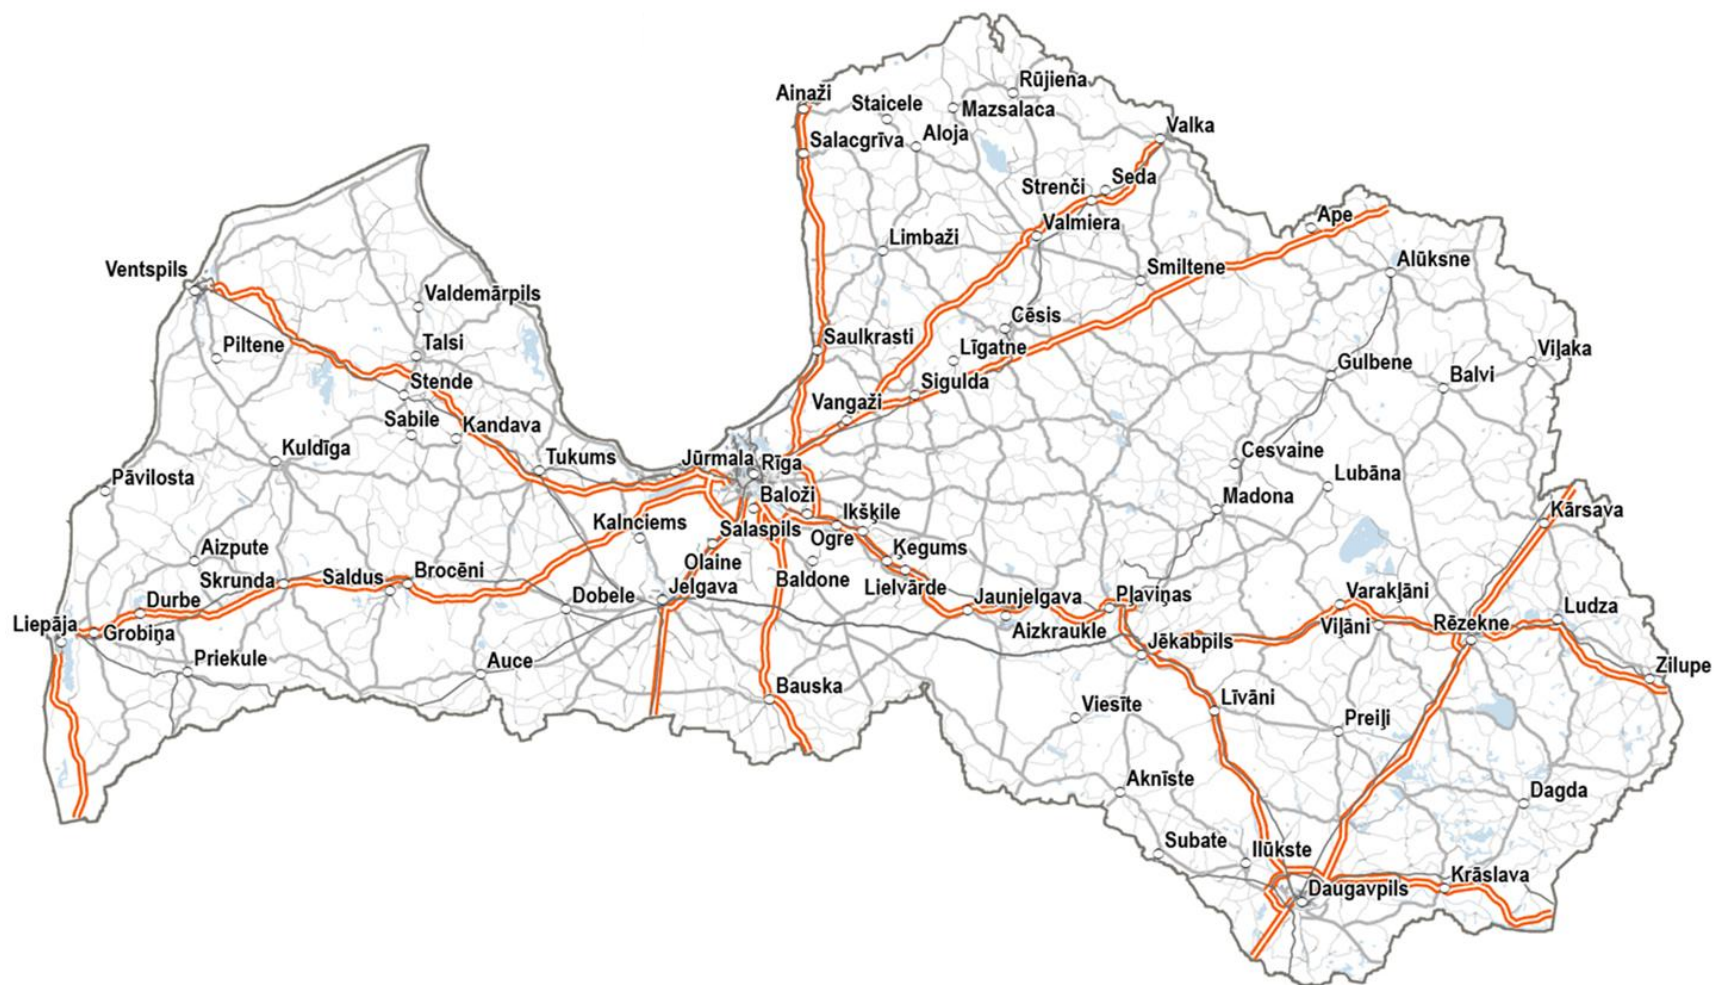 Rūjiena
Ainaži
Staicele
Mazsalaca
Valka
Salacgrīva
Aloja
Strenči
Seda
Ape
Valmiera
Limbaži
Alūksne
Smiltene
Ventspils
Valdemārpils
Cēsis
Saulkrasti
Piltene
Talsi
Līgatne
Viļaka
Gulbene
Balvi
Stende
Sigulda
Vangaži
Sabile
Kandava
Kuldīga
Cesvaine
Tukums
Jūrmala
Rīga
Lubāna
Pāvilosta
Baloži
Madona
Ikšķile
Kārsava
Kalnciems
Salaspils
Ogre
Aizpute
Ķegums
Olaine
Skrunda
Saldus
Brocēni
Baldone
Jelgava
Lielvārde
Varakļāni
Durbe
Dobele
Jaunjelgava
Pļaviņas
Ludza
Liepāja
Grobiņa
Aizkraukle
Viļāni
Rēzekne
Jēkabpils
Priekule
Auce
Zilupe
Bauska
Līvāni
Viesīte
Preiļi
Aknīste
Dagda
Subate
Ilūkste
Krāslava
Daugavpils